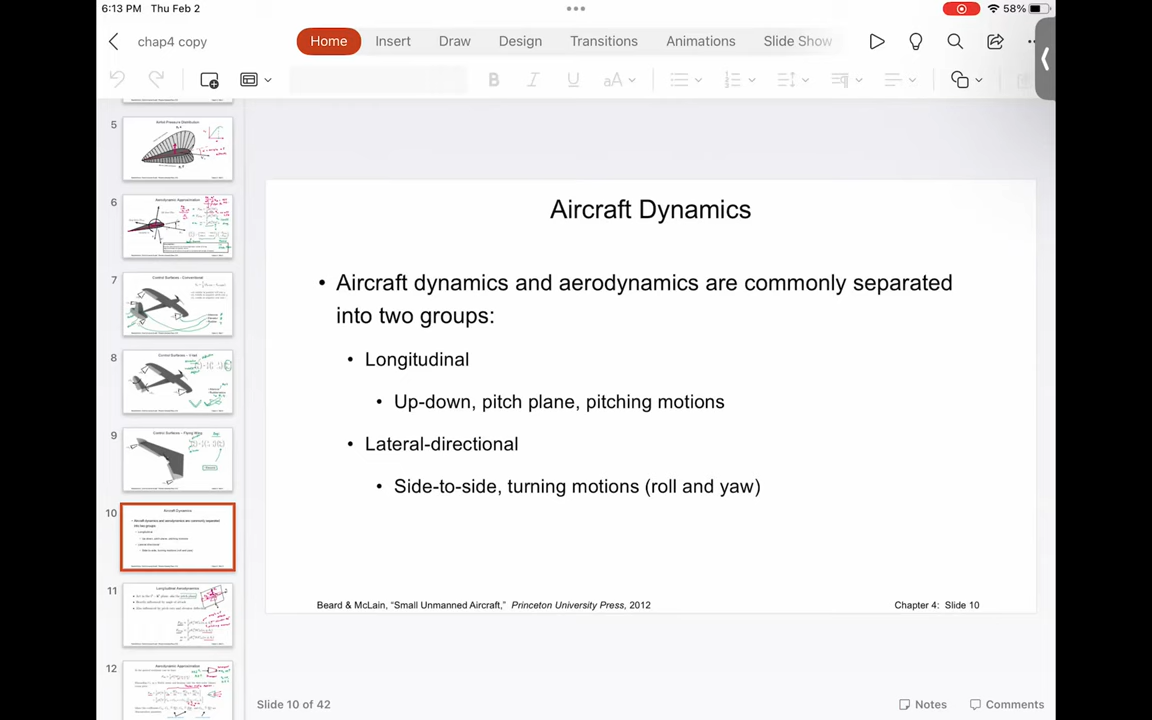 6:13 PM Thu Feb 2
58%
chap4 copy
Home Insert Draw Design Transitions Animations Slide Show
B I U aA
5
6
7
8
9
10
11
12
Aircraft Dynamics
• Aircraft dynamics and aerodynamics are commonly separated
into two groups:
• Longitudinal
• Up-down, pitch plane, pitching motions
• Lateral-directional
• Side-to-side, turning motions (roll and yaw)
Beard & McLain, "Small Unmanned Aircraft," Princeton University Press, 2012
Chapter 4: Slide 10
Slide 10 of 42
Notes Comments